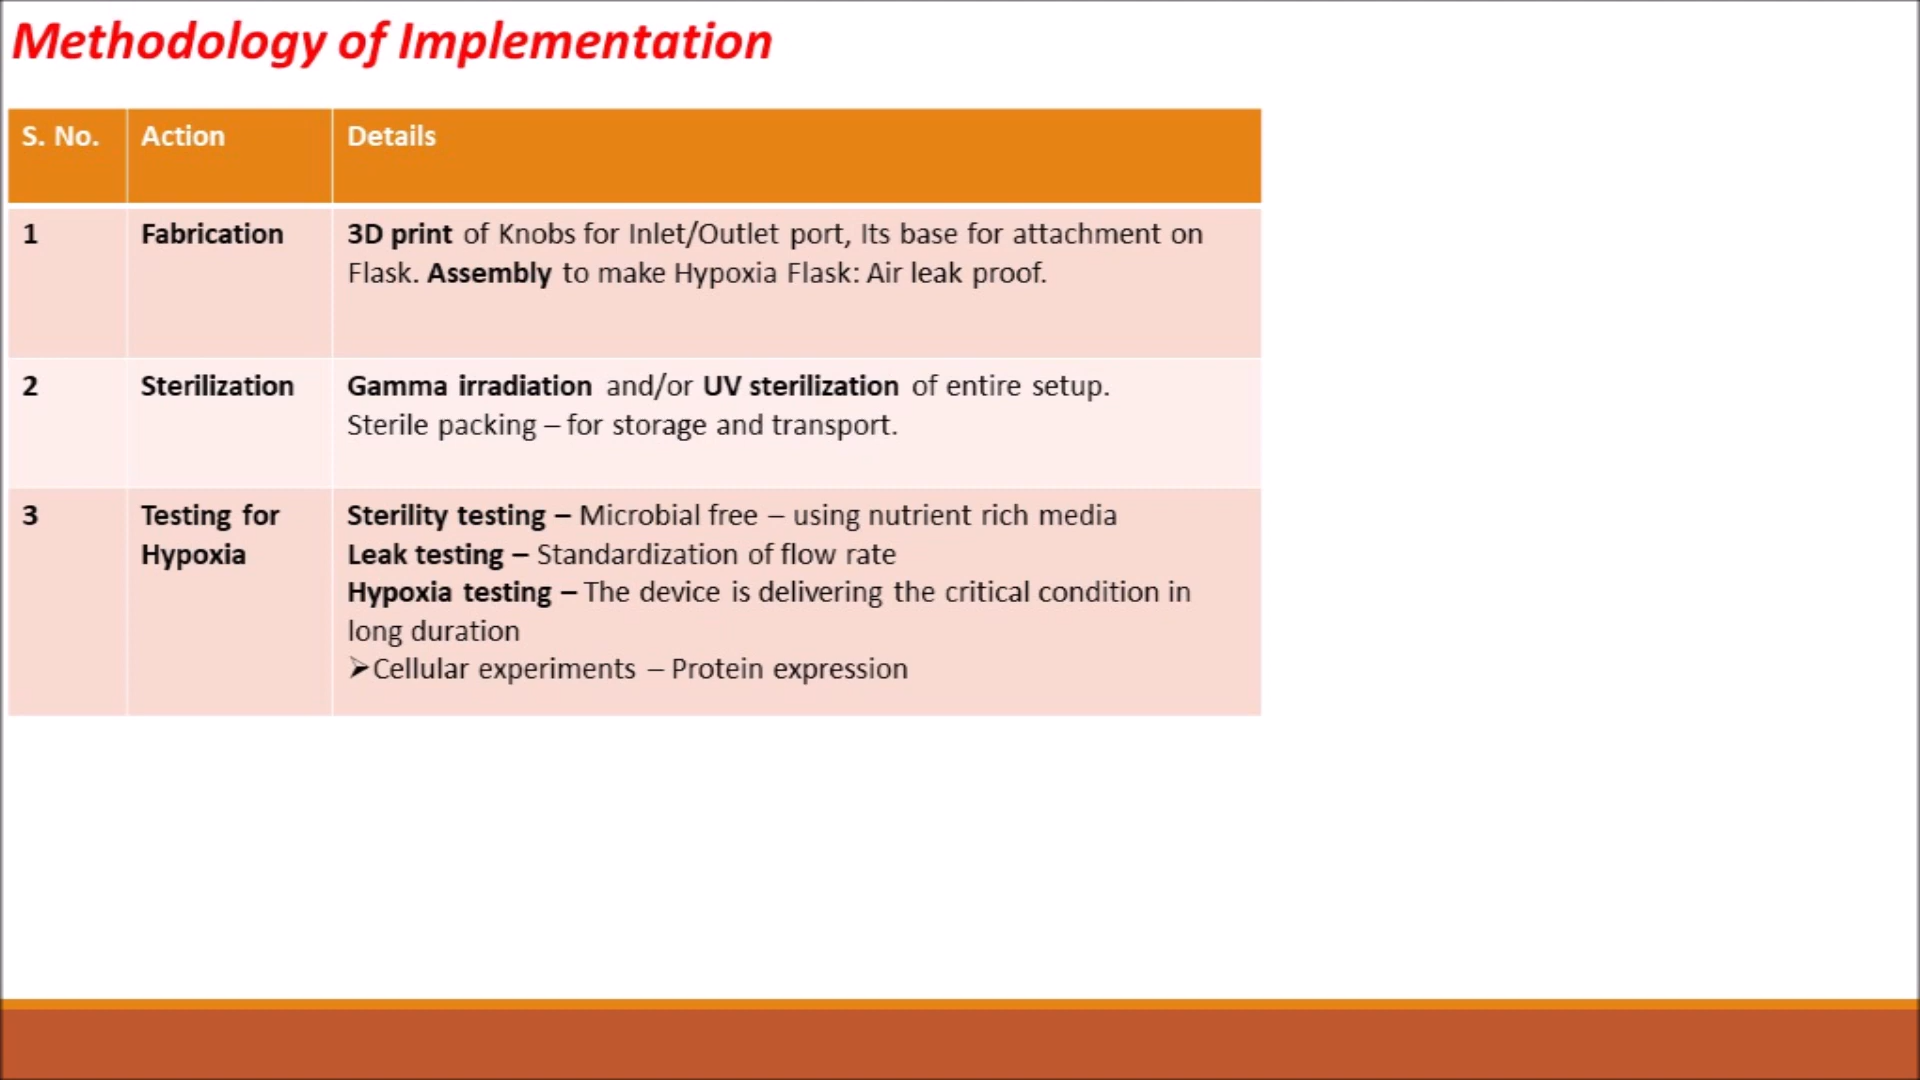 Methodology of Implementation
S. No. Action Details
1 Fabrication 3D print of Knobs for Inlet/Outlet port, Its base for attachment on
Flask. Assembly to make Hypoxia Flask: Air leak proof.
2 Sterilization Gamma irradiation and/or UV sterilization of entire setup.
Sterile packing – for storage and transport.
3 Testing for Sterility testing – Microbial free – using nutrient rich media
Hypoxia Leak testing – Standardization of flow rate
Hypoxia testing – The device is delivering the critical condition in
long duration
➢Cellular experiments – Protein expression